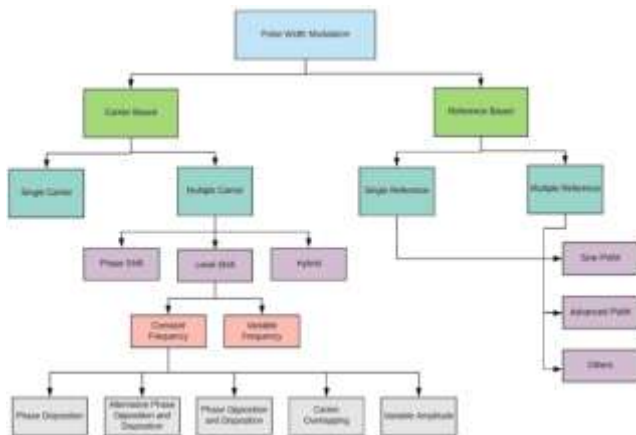 Pulse Width Modulation
Carrier Based
Reference Based
Single Carrier
Multiple Carrier
Single Reference
Multiple Reference
Phase Shift
Level Shift
Hybrid
Sine PWM
Constant
Frequency
Variable
Frequency
Advanced PWM
Others
Phase Disposition
Alternative Phase
Opposition and
Disposition
Phase Opposition
and Disposition
Carrier
Overlapping
Variable Amplitude